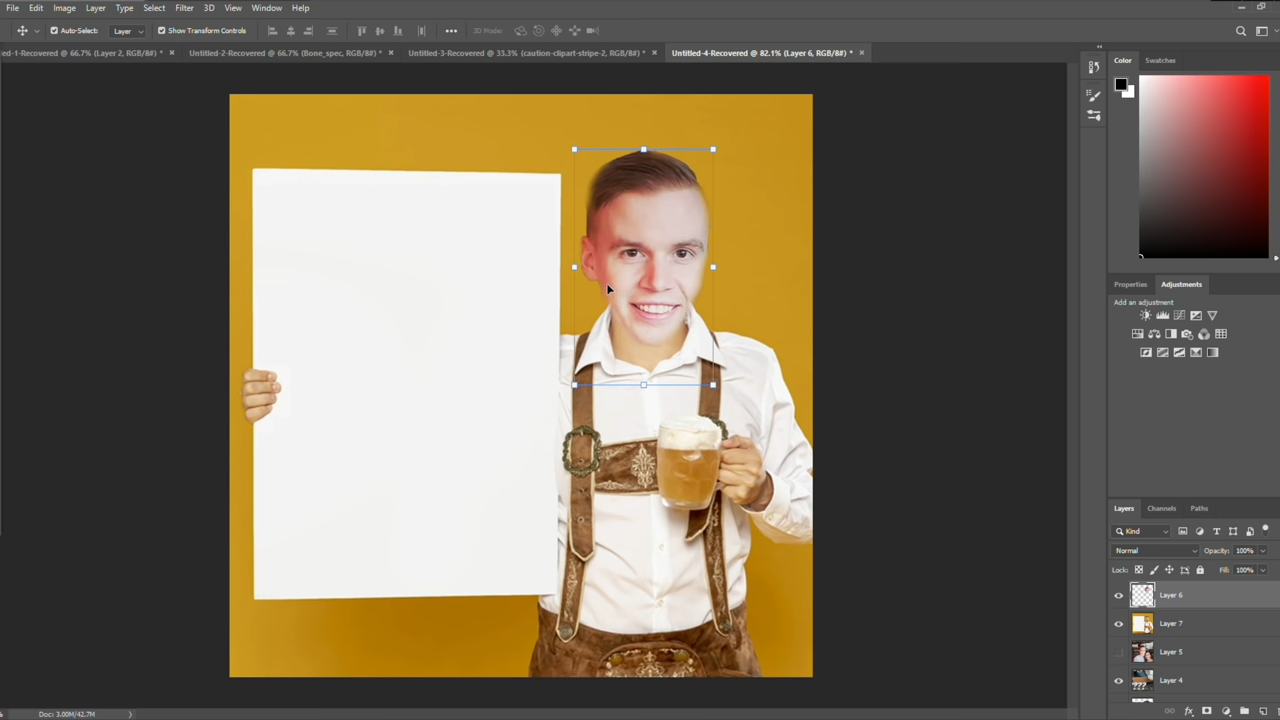 File Edit Image Layer Type Select Filter 3D View Window Help
Auto-Select: Layer Show Transform Controls 3D Mode:
ed-1-Recovered @ 66.7% (Layer 2, RGB/8#) * × Untitled-2-Recovered @ 66.7% (Bone_spec, RGB/8#) * × Untitled-3-Recovered @ 33.3% (caution-clipart-stripe-2, RGB/8#) * × Untitled-4-Recovered @ 82.1% (Layer 6, RGB/8#) * ×
Color Swatches
Properties Adjustments
Add an adjustment
Layers Channels Paths
Kind
Normal Opacity: 100%
Lock: Fill: 100%
Layer 6
Layer 7
Layer 5
???
Layer 4
% Doc: 3.00M/42.7M
fx